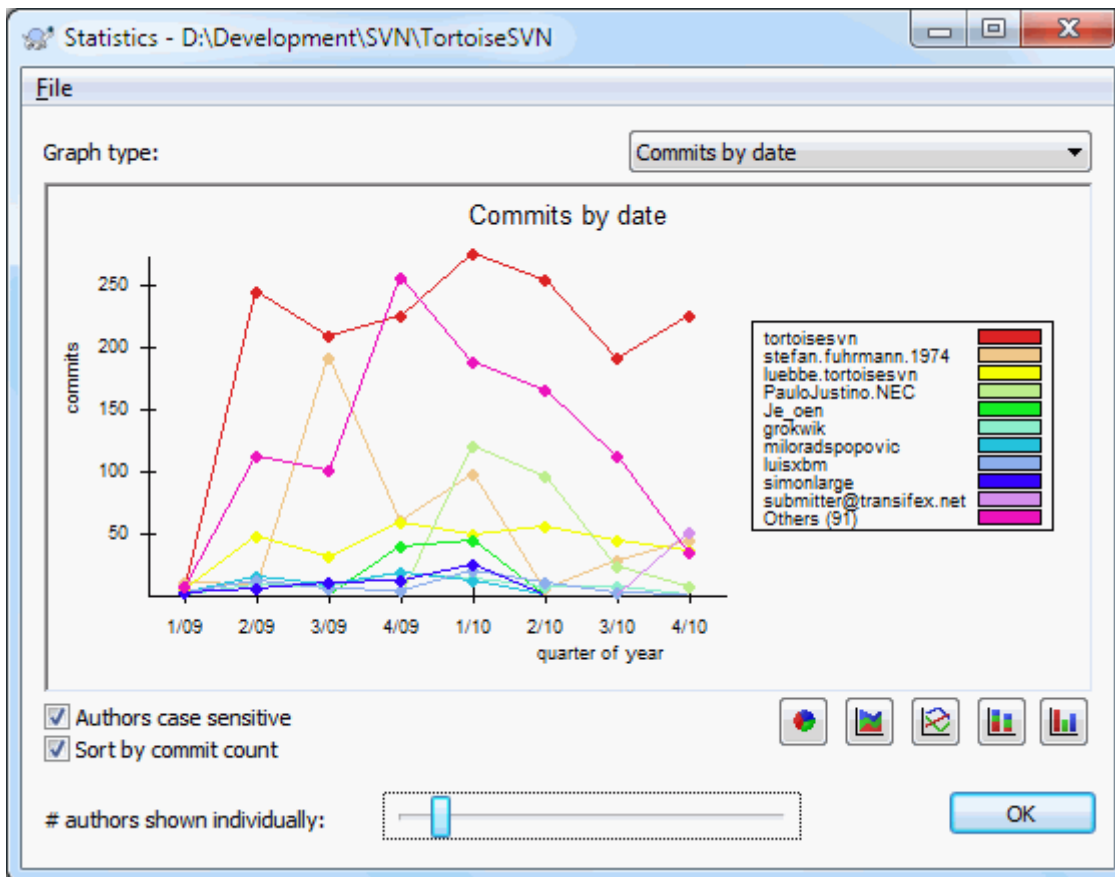 Statistics - D:\Development\SVN\TortoiseSVN
File
Graph type:
Commits by date
Commits by date
commits
250
200
150
100
50
1/09 2/09 3/09 4/09 1/10 2/10 3/10 4/10
quarter of year
tortoisesvn
stefan.fuhrmann.1974
luebbe.tortoisesvn
PauloJustino.NEC
Je_oen
grokwik
miloradspopovic
luisxbm
simonlarge
submitter@transifex.net
Others (91)
Authors case sensitive
Sort by commit count
# authors shown individually:
OK